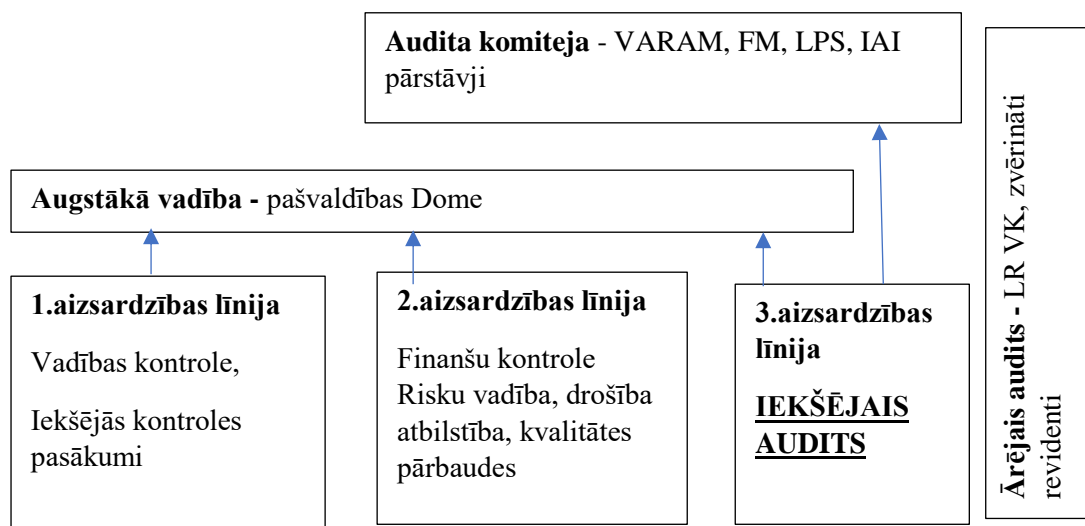 Audita komiteja - VARAM, FM, LPS, IAI
pārstāvji
Augstākā vadība - pašvaldības Dome
1.aizsardzības līnija
Vadības kontrole,
Iekšējās kontroles
pasākumi
2.aizsardzības līnija
Finanšu kontrole
Risku vadība, drošība
atbilstība, kvalitātes
pārbaudes
3.aizsardzības
līnija
IEKŠĒJAIS
AUDITS
Ārējais audits - LR VK, zvērināti
revidenti